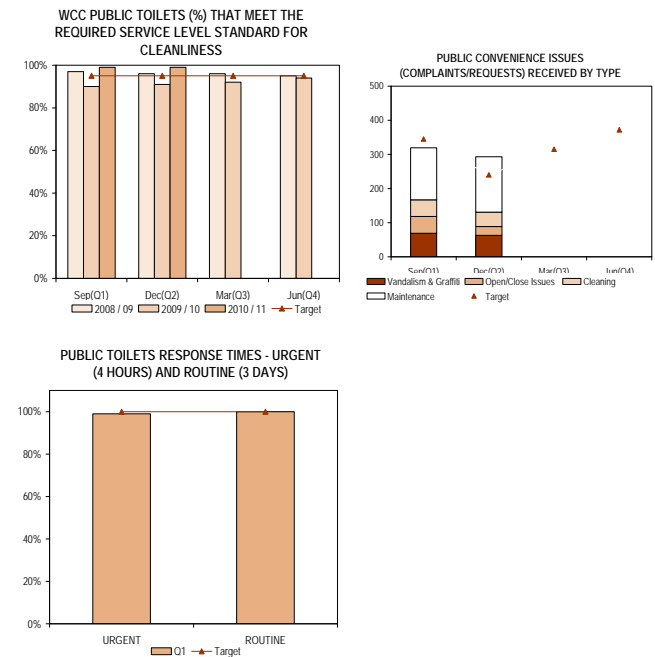 WCC PUBLIC TOILETS (%) THAT MEET THE
REQUIRED SERVICE LEVEL STANDARD FOR
CLEANLINESS
100%
80%
60%
40%
20%
0%
Sep(Q1) Dec(Q2) Mar(Q3) Jun(Q4)
2008 / 09 2009 / 10 2010 / 11 Target
PUBLIC CONVENIENCE ISSUES
(COMPLAINTS/REQUESTS) RECEIVED BY TYPE
500
400
300
200
100
0
Sep(Q1) Dec(Q2) Mar(Q3) Jun(Q4)
Vandalism & Graffiti Open/Close Issues Cleaning
Maintenance Target
PUBLIC TOILETS RESPONSE TIMES - URGENT
(4 HOURS) AND ROUTINE (3 DAYS)
100%
80%
60%
40%
20%
0%
URGENT ROUTINE
Q1 Target